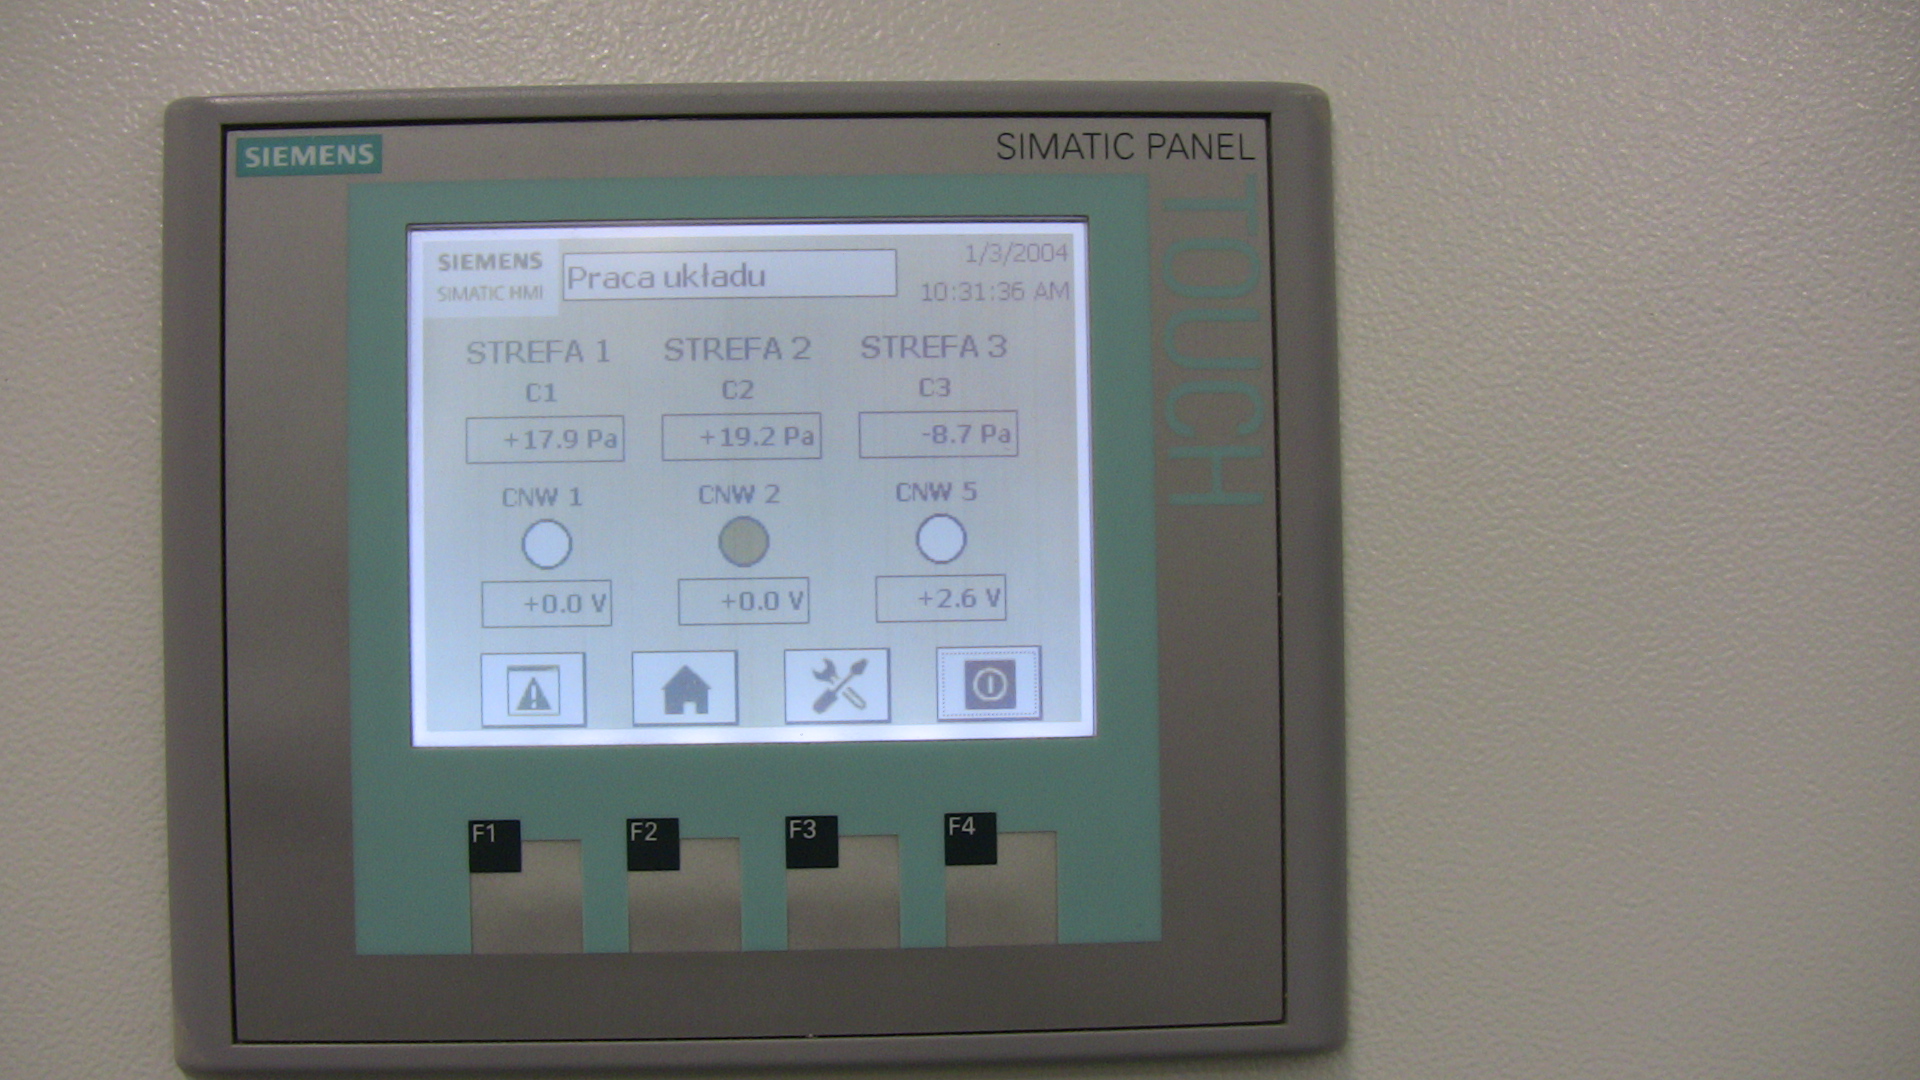 SIEMENS
SIMATIC PANEL
TOUCH
SIEMENS
SIMATIC HMI
Praca układu
1/3/2004
10:31:36 AM
STREFA 1 STREFA 2 STREFA 3
C1 C2 C3
+17.9 Pa +19.2 Pa -8.7 Pa
CNW 1 CNW 2 CNW 5
+0.0 V +0.0 V +2.6 V
F1 F2 F3 F4